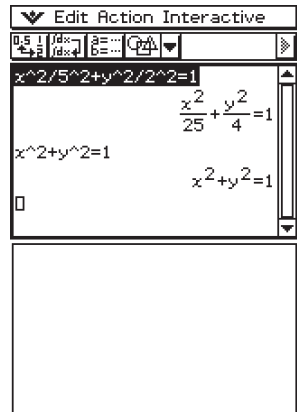 Edit Action Interactive
x^2/5^2+y^2/2^2=1
x²/25+y²/4=1
x^2+y^2=1
x²+y²=1